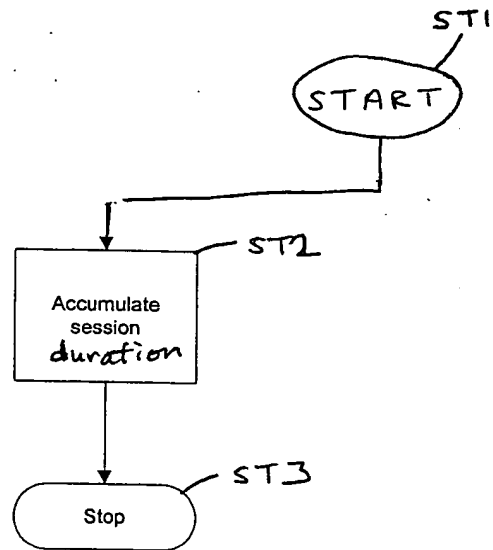 ST1
START
ST2
Accumulate
session
duration
ST3
Stop